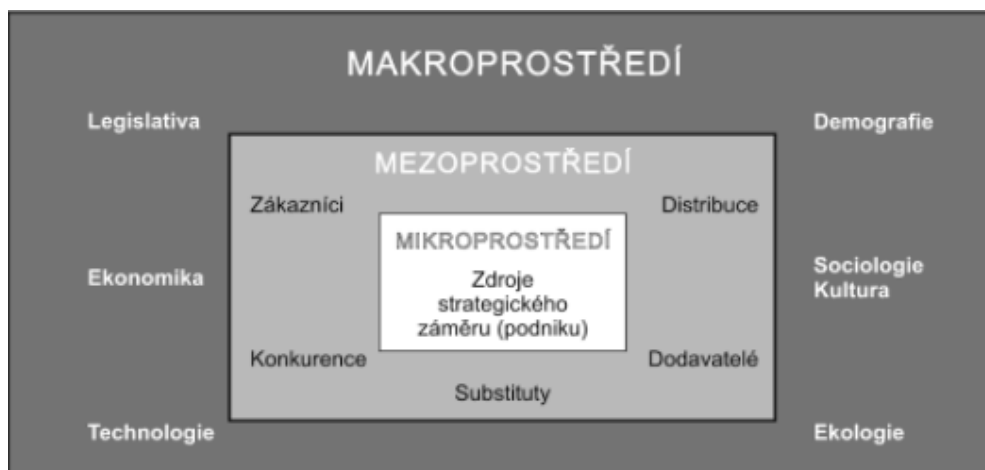 MAKROPROSTŘEDÍ
Legislativa
Demografie
MEZOPROSTŘEDÍ
Zákazníci
Distribuce
MIKROPROSTŘEDÍ
Zdroje
strategického
záměru (podniku)
Ekonomika
Sociologie
Kultura
Konkurence
Dodavatelé
Substituty
Technologie
Ekologie